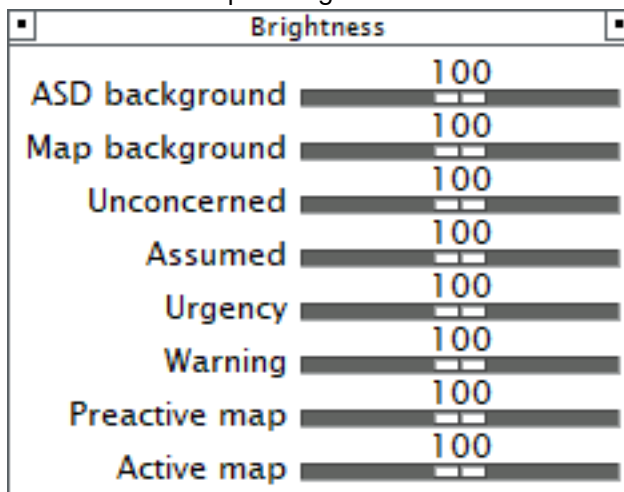 Brightness
100
ASD background
100
Map background
100
Unconcerned
100
Assumed
100
Urgency
100
Warning
100
Preactive map
100
Active map